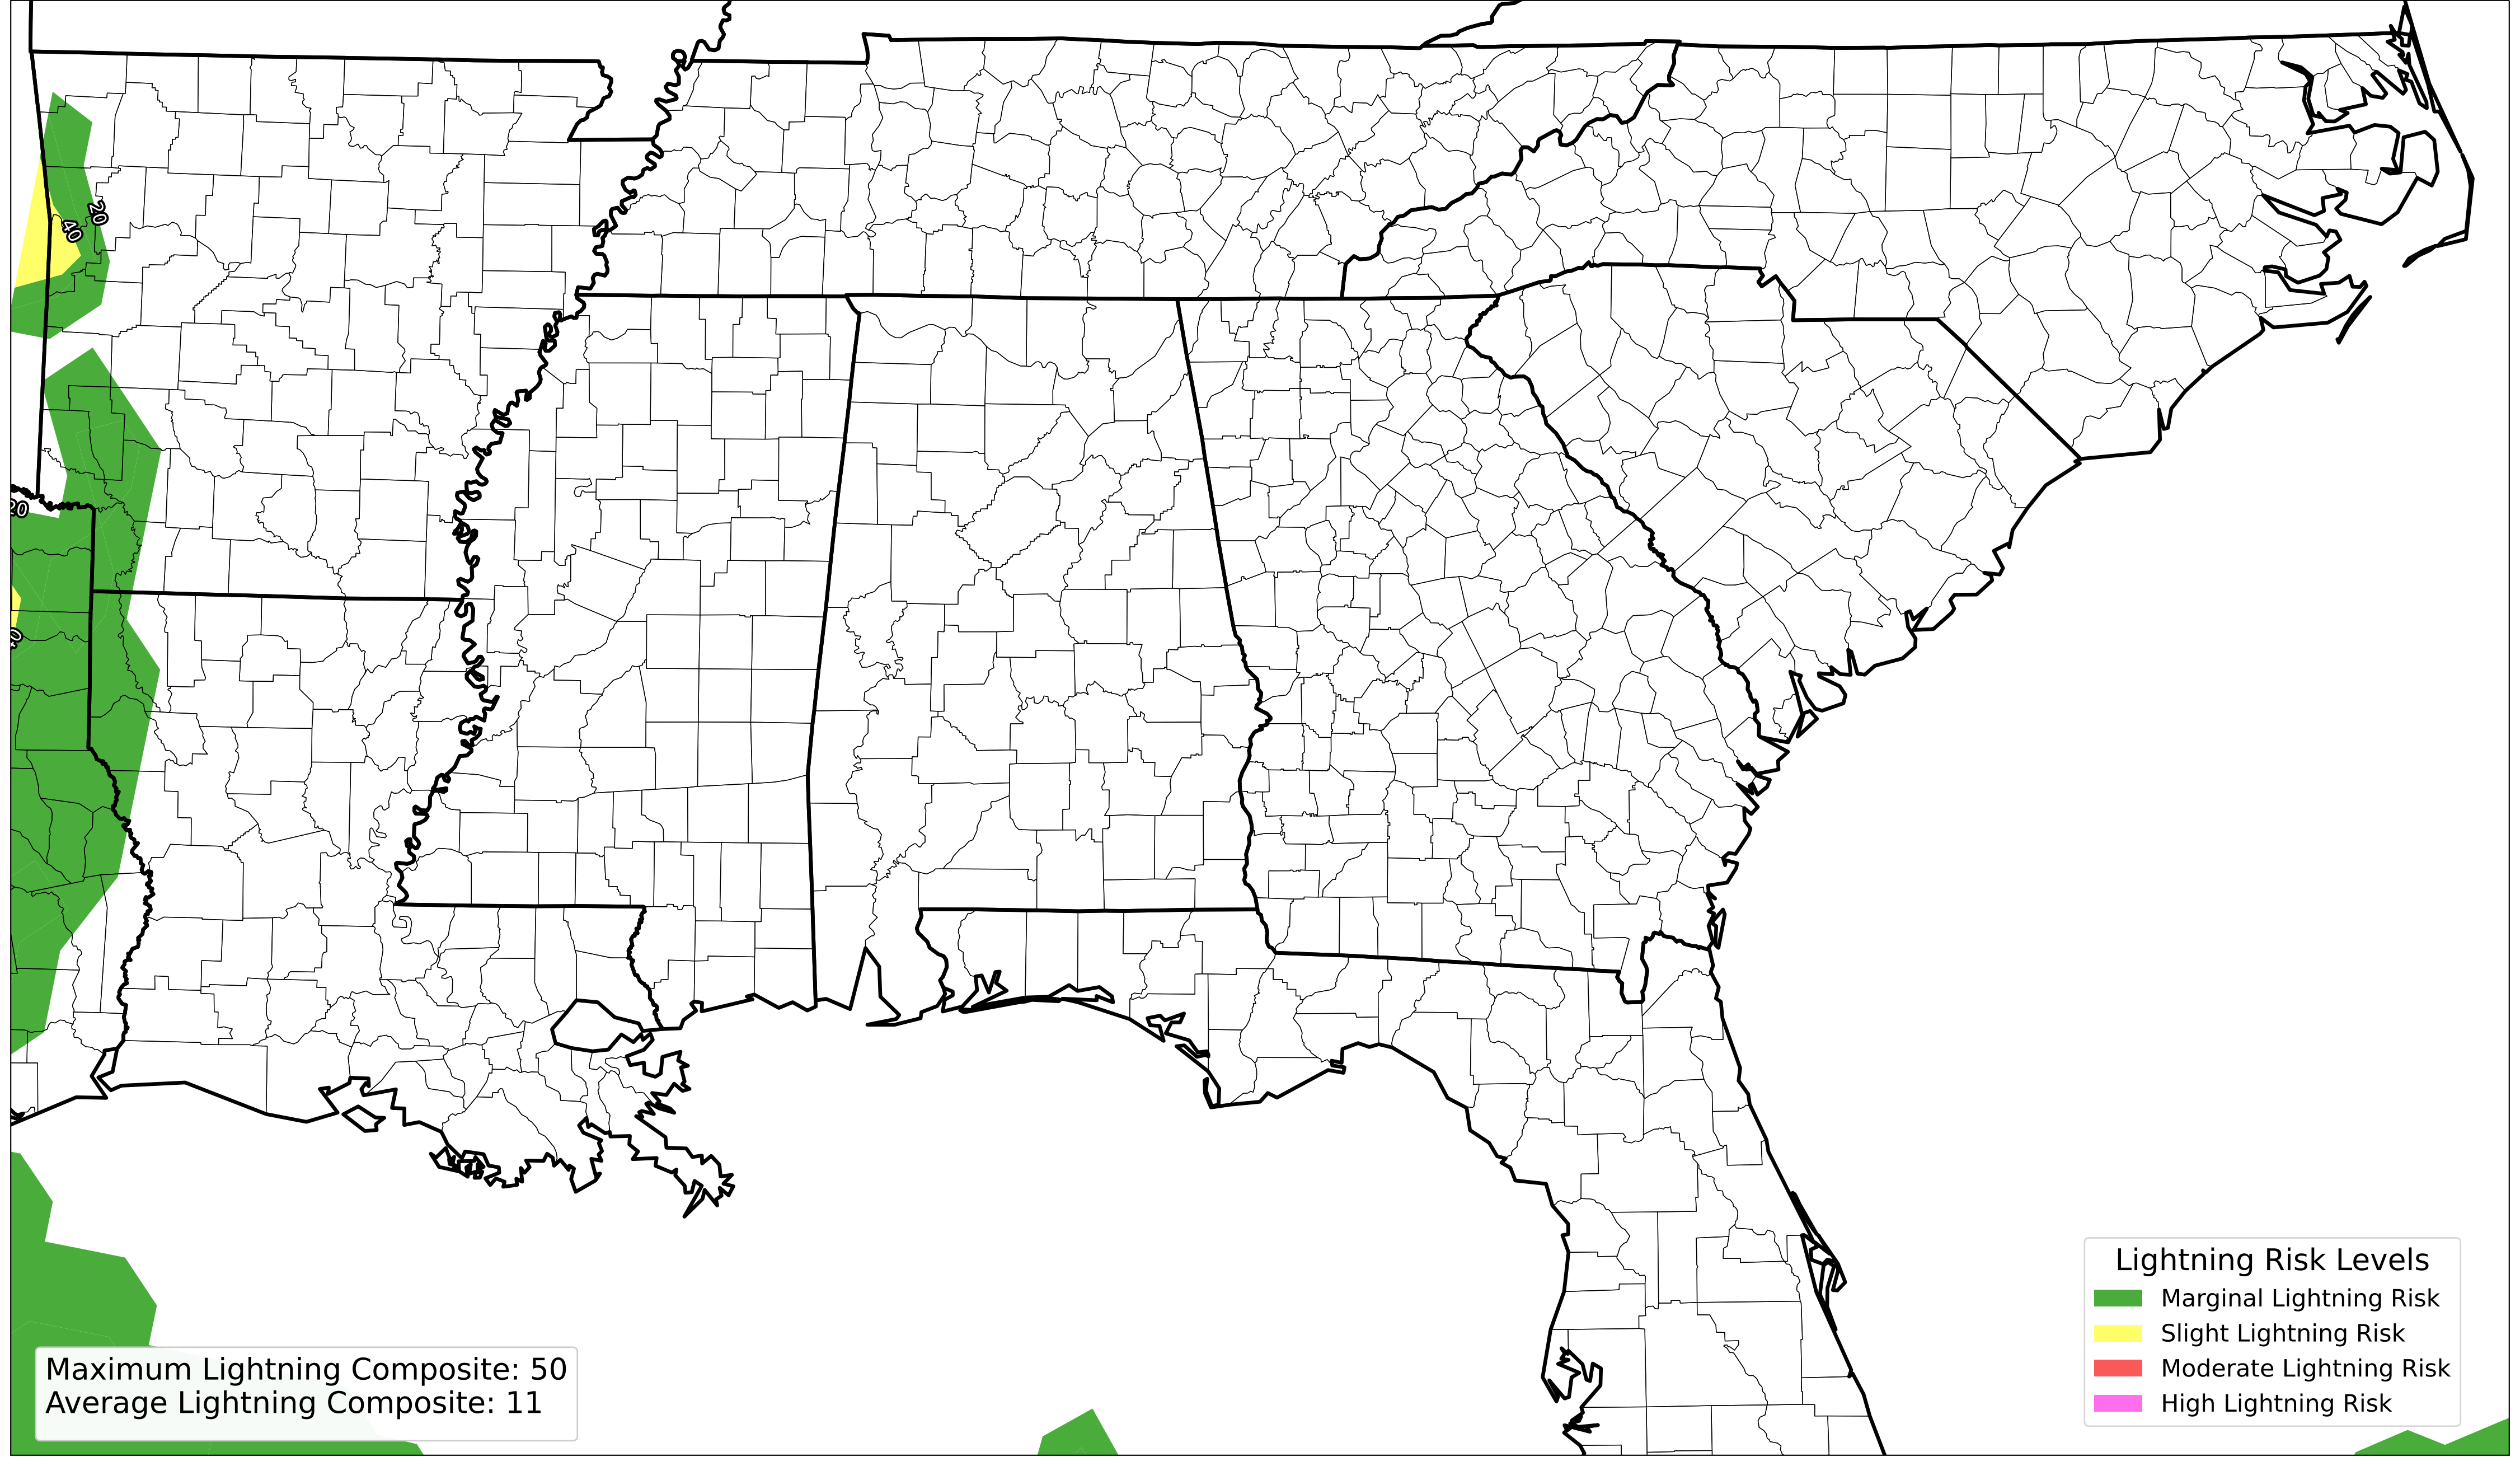 20
40
20
Maximum Lightning Composite: 50
Average Lightning Composite: 11
Lightning Risk Levels
Marginal Lightning Risk
Slight Lightning Risk
Moderate Lightning Risk
High Lightning Risk